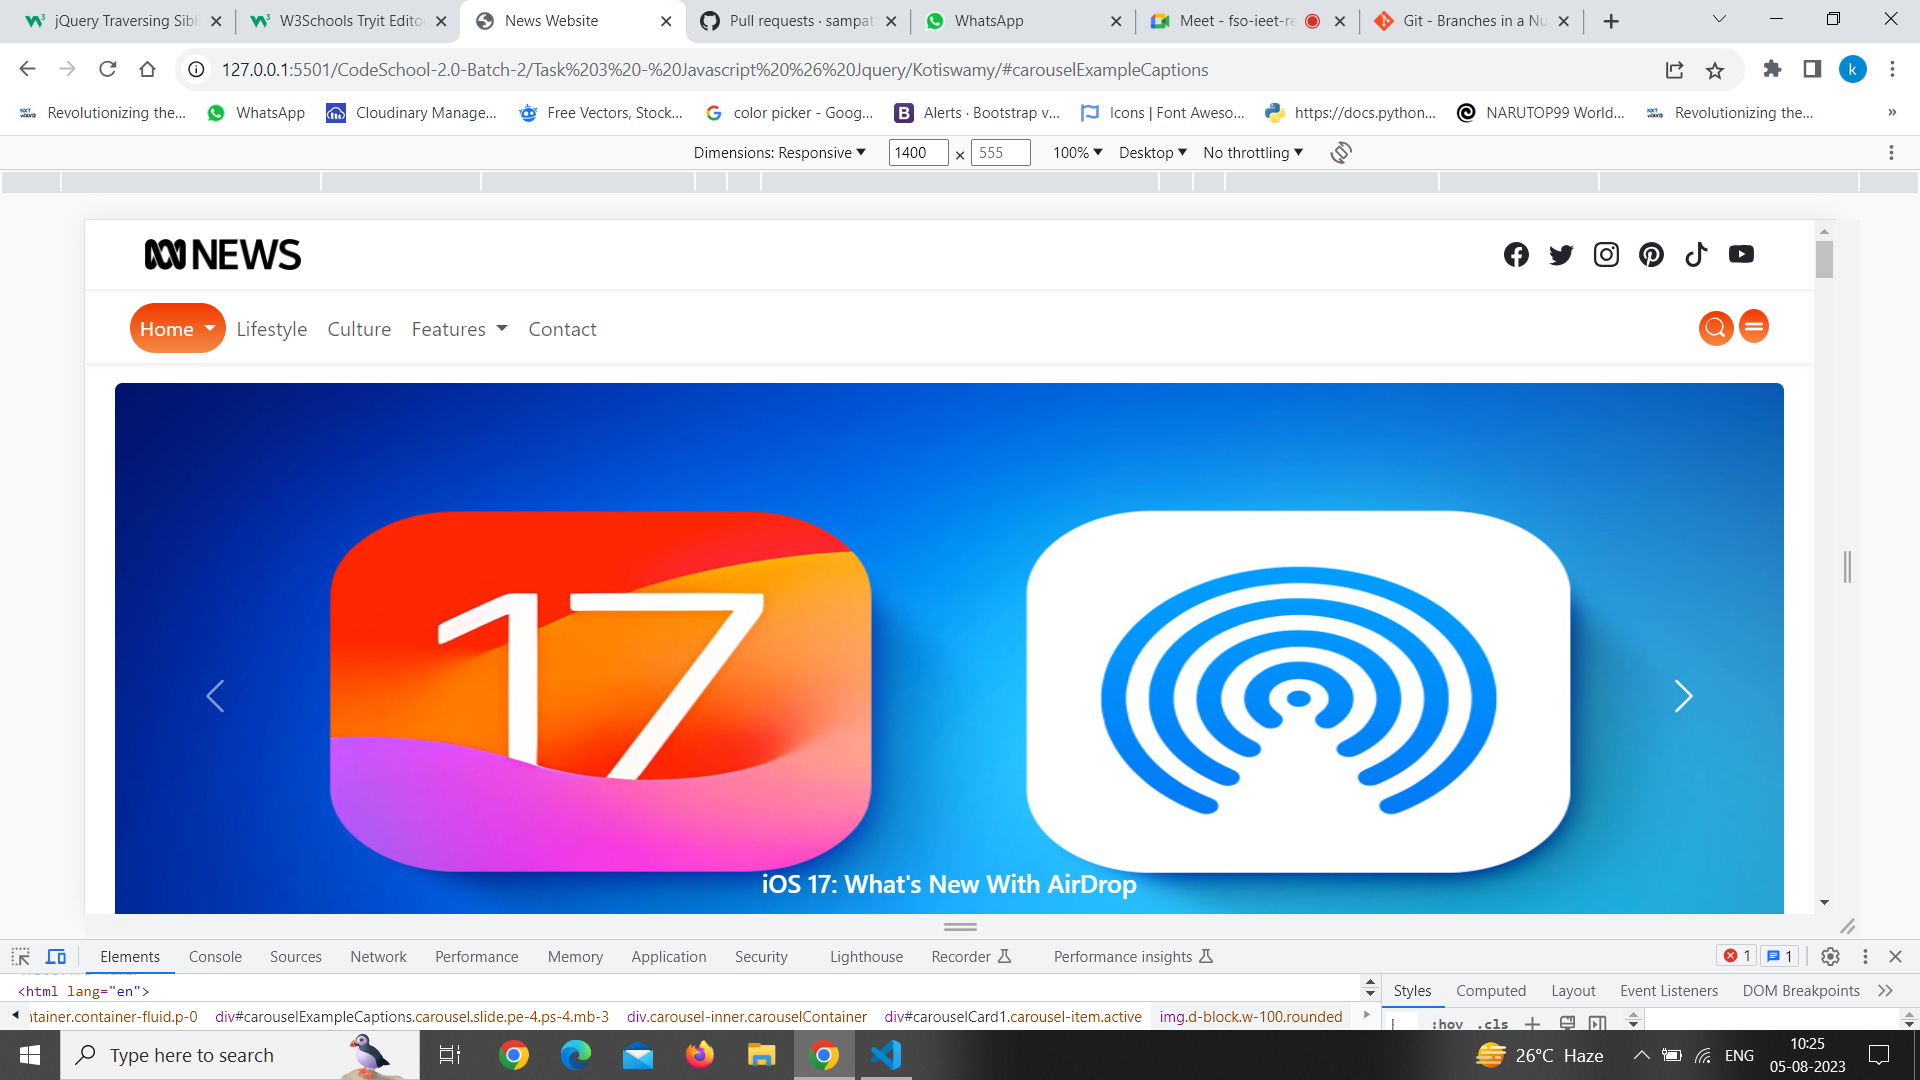 jQuery Traversing Sibl
W3Schools Tryit Editor
News Website
Pull requests · sampat
WhatsApp
Meet - fso-ieet-re
Git - Branches in a Nu
127.0.0.1:5501/CodeSchool-2.0-Batch-2/Task%203%20-%20Javascript%20%26%20Jquery/Kotiswamy/#carouselExampleCaptions
k
Revolutionizing the...
WhatsApp
Cloudinary Manage...
Free Vectors, Stock...
color picker - Goog...
Alerts · Bootstrap v...
Icons | Font Aweso...
https://docs.python...
NARUTOP99 World...
Revolutionizing the...
»
Dimensions: Responsive 1400 × 555 100% Desktop No throttling
NEWS
Home Lifestyle Culture Features Contact
17
iOS 17: What's New With AirDrop
Elements Console Sources Network Performance Memory Application Security Lighthouse Recorder Performance insights 1 1
<html lang="en">
Styles Computed Layout Event Listeners DOM Breakpoints
ntainer.container-fluid.p-0 div#carouselExampleCaptions.carousel.slide.pe-4.ps-4.mb-3 div.carousel-inner.carouselContainer div#carouselCard1.carousel-item.active img.d-block.w-100.rounded
:hov .cls
Type here to search
26°C Haze
ENG
10:25
05-08-2023